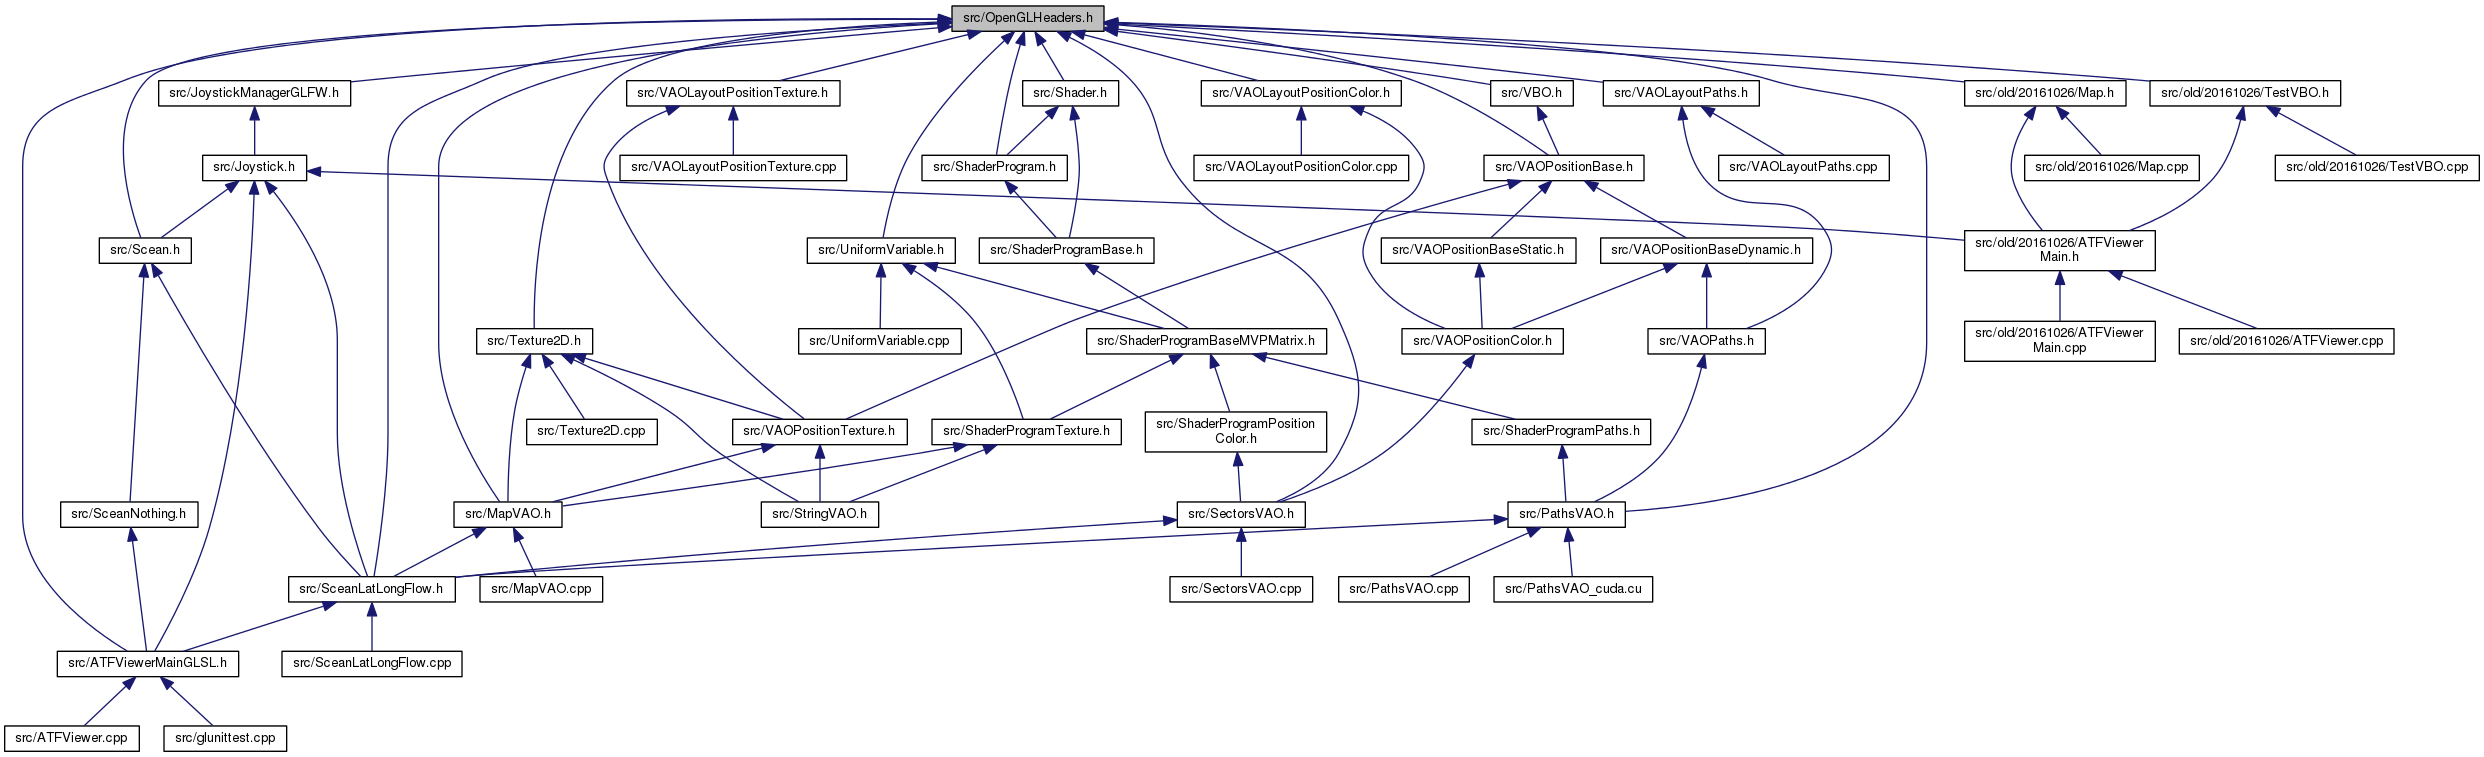 src/OpenGLHeaders.h
src/JoystickManagerGLFW.h
src/VAOLayoutPositionTexture.h
src/Shader.h
src/VAOLayoutPositionColor.h
src/VBO.h
src/VAOLayoutPaths.h
src/old/20161026/Map.h
src/old/20161026/TestVBO.h
src/Joystick.h
src/VAOLayoutPositionTexture.cpp
src/ShaderProgram.h
src/VAOLayoutPositionColor.cpp
src/VAOPositionBase.h
src/VAOLayoutPaths.cpp
src/old/20161026/Map.cpp
src/old/20161026/TestVBO.cpp
src/Scean.h
src/UniformVariable.h
src/ShaderProgramBase.h
src/VAOPositionBaseStatic.h
src/VAOPositionBaseDynamic.h
src/old/20161026/ATFViewer
Main.h
src/Texture2D.h
src/UniformVariable.cpp
src/ShaderProgramBaseMVPMatrix.h
src/VAOPositionColor.h
src/VAOPaths.h
src/old/20161026/ATFViewer
Main.cpp
src/old/20161026/ATFViewer.cpp
src/Texture2D.cpp
src/VAOPositionTexture.h
src/ShaderProgramTexture.h
src/ShaderProgramPosition
Color.h
src/ShaderProgramPaths.h
src/SceanNothing.h
src/MapVAO.h
src/StringVAO.h
src/SectorsVAO.h
src/PathsVAO.h
src/SceanLatLongFlow.h
src/MapVAO.cpp
src/SectorsVAO.cpp
src/PathsVAO.cpp
src/PathsVAO_cuda.cu
src/ATFViewerMainGLSL.h
src/SceanLatLongFlow.cpp
src/ATFViewer.cpp
src/glunittest.cpp